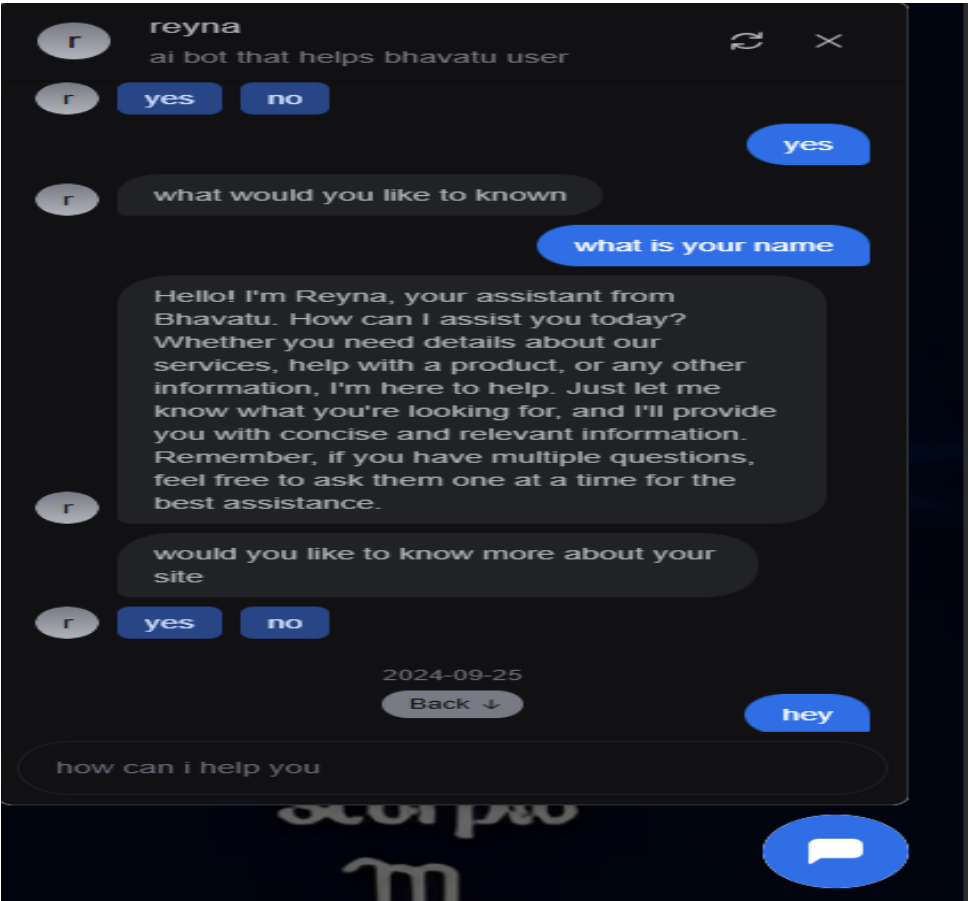 r
reyna
ai bot that helps bhavatu user
r
yes no
yes
r
what would you like to known
what is your name
Hello! I'm Reyna, your assistant from
Bhavatu. How can I assist you today?
Whether you need details about our
services, help with a product, or any other
information, I'm here to help. Just let me
know what you're looking for, and I'll provide
you with concise and relevant information.
Remember, if you have multiple questions,
feel free to ask them one at a time for the
best assistance.
r
would you like to know more about your
site
r
yes no
2024-09-25
Back ↓
hey
how can i help you
scorpio